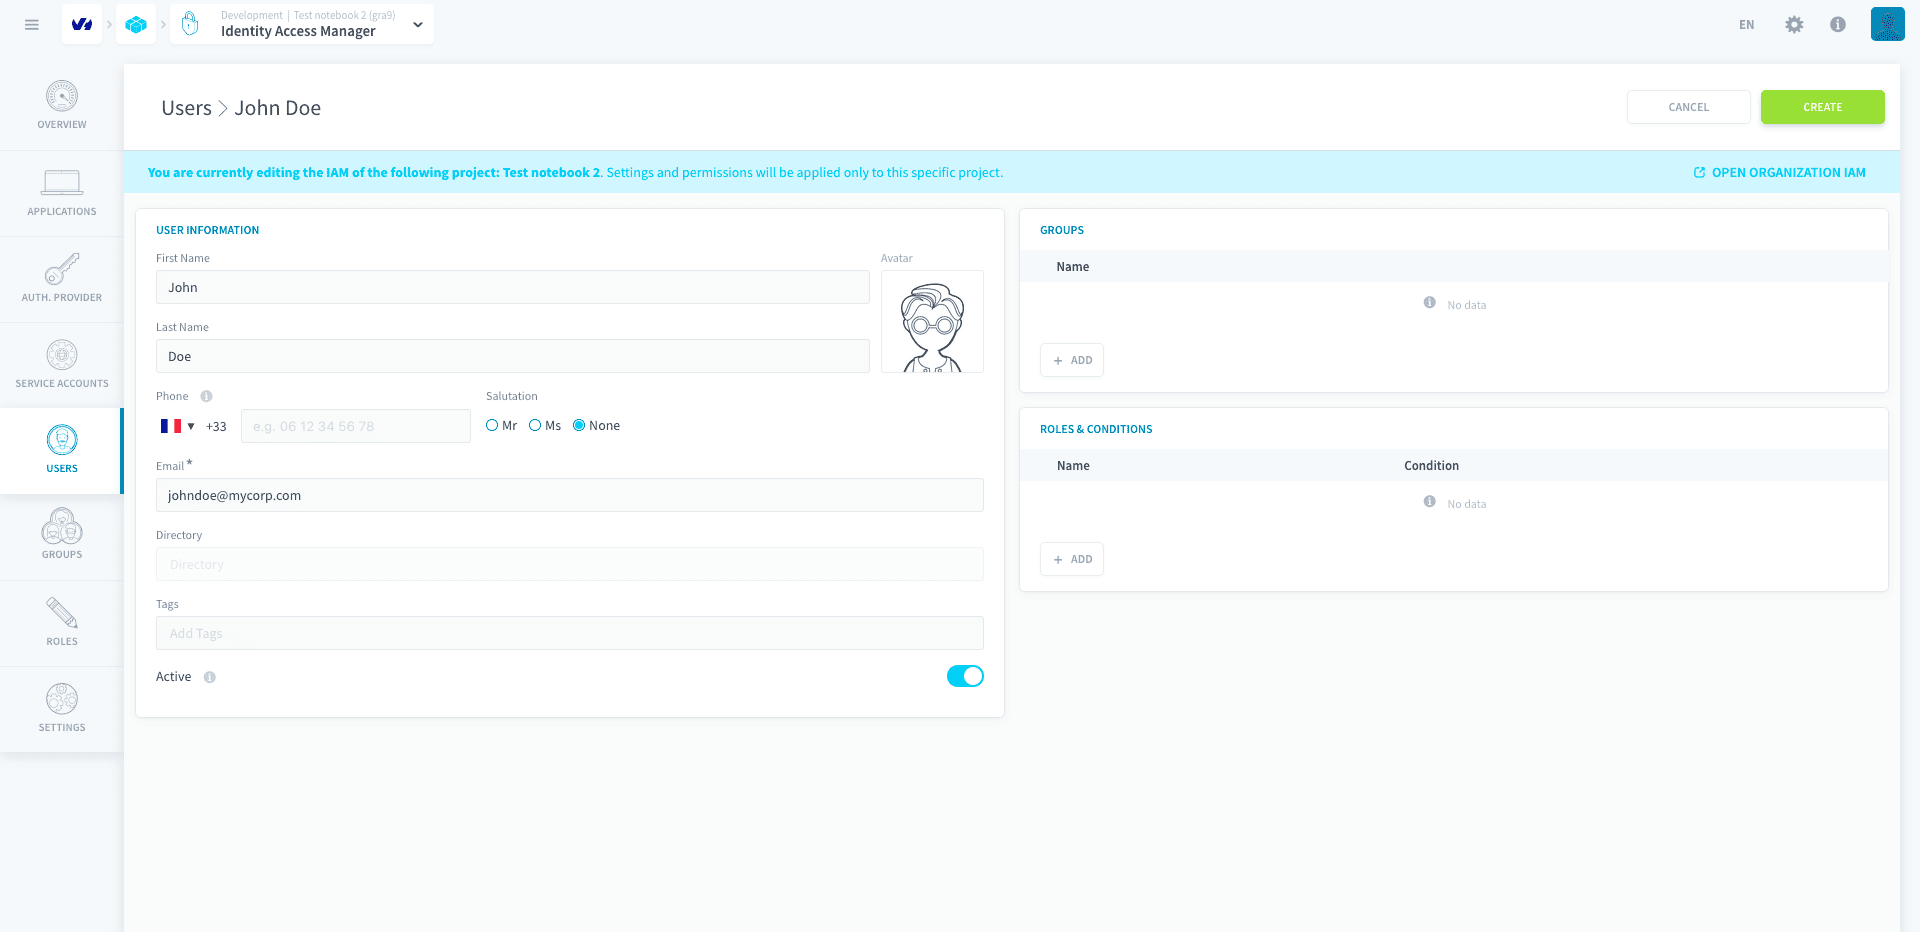 Development | Test notebook 2 (gra9)
Identity Access Manager
EN
OVERVIEW
APPLICATIONS
AUTH. PROVIDER
SERVICE ACCOUNTS
USERS
GROUPS
ROLES
SETTINGS
Users > John Doe
CANCEL
CREATE
You are currently editing the IAM of the following project: Test notebook 2. Settings and permissions will be applied only to this specific project.
OPEN ORGANIZATION IAM
USER INFORMATION
First Name
Avatar
John
Last Name
Doe
Phone
Salutation
+33
e.g. 06 12 34 56 78
Mr
Ms
None
Email *
johndoe@mycorp.com
Directory
Directory
Tags
Add Tags
Active
GROUPS
Name
No data
+ ADD
ROLES & CONDITIONS
Name Condition
No data
+ ADD